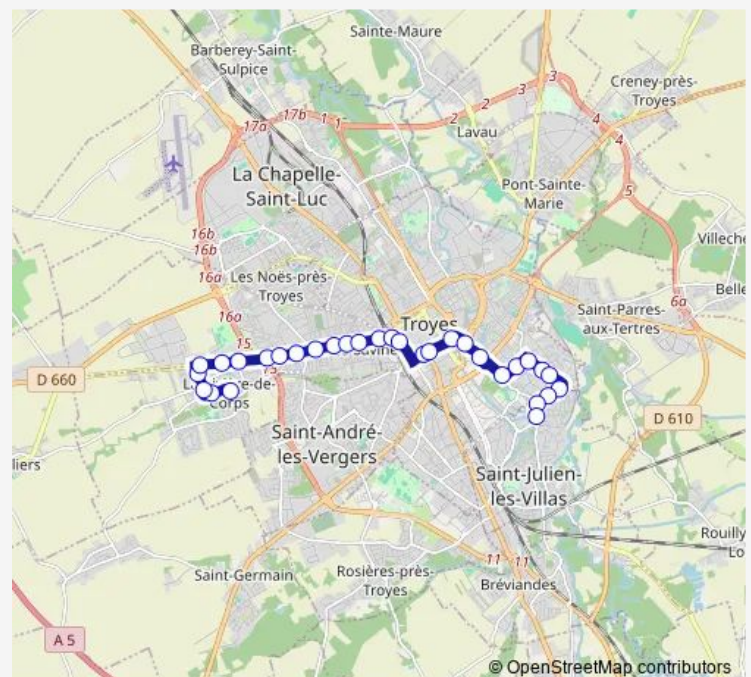 Sainte-Maure
Barberey-Saint-
Sulpice
Creney-près-
Troyes
3
3
2
2
4
4
17b
1
1
17a
Lavau
La Chapelle-
Saint-Luc
Pont-Sainte-
Marie
5
16b
16b
Villeche
16a
Les Noës-près-
Troyes
Belle
6a
16a
Saint-Parres-
aux-Tertres
Troyes
15
15
D 660
Corps
D 610
Saint-André-
les-Vergers
lliers
Saint-Julien-
les-Villas
Rouilly
Lo
11
11
Saint-Germain
Rosières-près-
Troyes
Bréviandes
A 5
© OpenStreetMap contributors